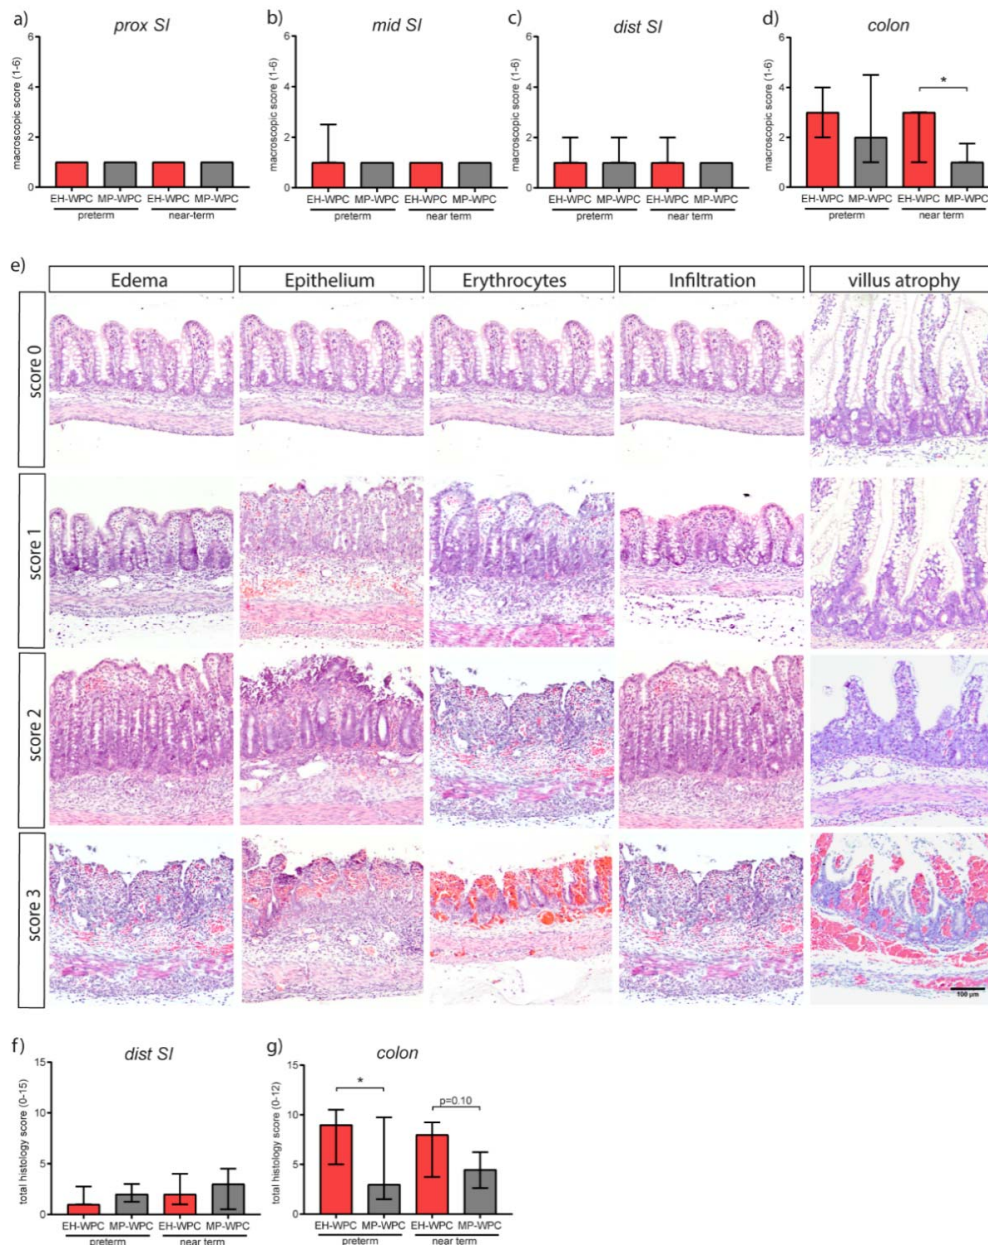 a)
prox SI
macroscopic score (1-6)
6
4
2
0
EH-WPC MP-WPC EH-WPC MP-WPC
preterm near-term
b)
mid SI
macroscopic score (1-6)
6
4
2
0
EH-WPC MP-WPC EH-WPC MP-WPC
preterm near term
c)
dist SI
macroscopic score (1-6)
6
4
2
0
EH-WPC MP-WPC EH-WPC MP-WPC
preterm near term
d)
colon
macroscopic score (1-6)
6
4
2
0
*
EH-WPC MP-WPC EH-WPC MP-WPC
preterm near term
e)
Edema Epithelium Erythrocytes Infiltration villus atrophy
score 0
score 1
score 2
score 3
100 µm
f)
dist SI
total histology score (0-15)
15
10
5
0
EH-WPC MP-WPC EH-WPC MP-WPC
preterm near term
g)
colon
total histology score (0-12)
15
10
5
0
*
p=0.10
EH-WPC MP-WPC EH-WPC MP-WPC
preterm near term